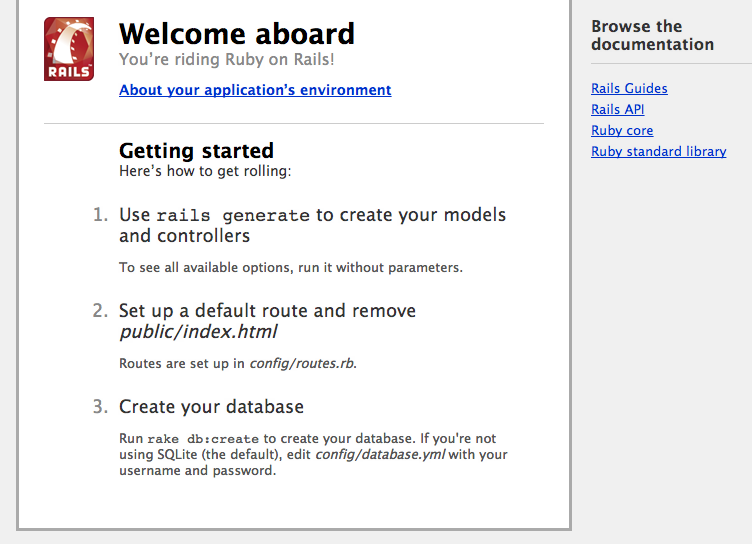 RAILS
Welcome aboard
You’re riding Ruby on Rails!
About your application’s environment
Getting started
Here’s how to get rolling:
1. Use rails generate to create your models
and controllers
To see all available options, run it without parameters.
2. Set up a default route and remove
public/index.html
Routes are set up in config/routes.rb.
3. Create your database
Run rake db:create to create your database. If you're not
using SQLite (the default), edit config/database.yml with your
username and password.
Browse the
documentation
Rails Guides
Rails API
Ruby core
Ruby standard library